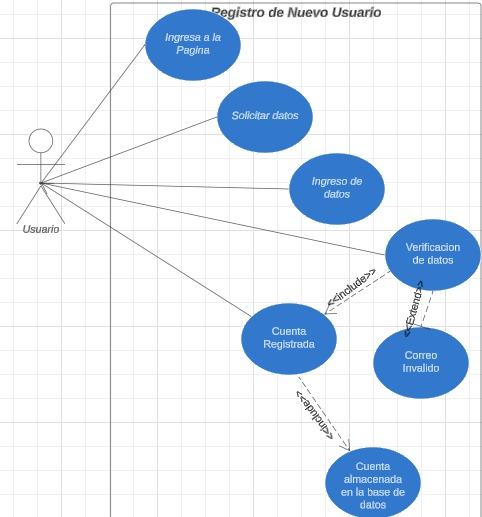 Registro de Nuevo Usuario
Ingresa a la
Pagina
Solicitar datos
Ingreso de
datos
Usuario
Verificacion
de datos
<<include>>
<<Extend>>
Cuenta
Registrada
Correo
Invalido
<<include>>
Cuenta
almacenada
en la base de
datos